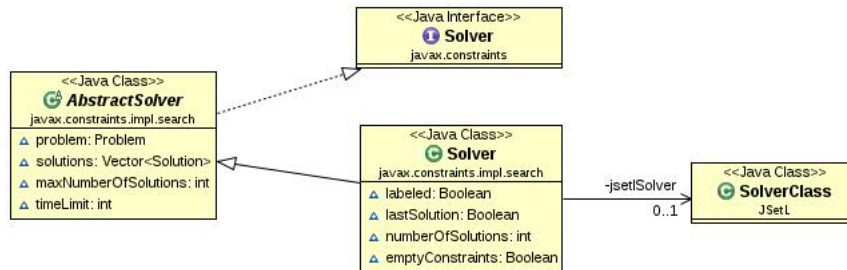 <<Java Interface>>
Solver
javax.constraints
<<Java Class>>
AbstractSolver
javax.constraints.impl.search
problem: Problem
solutions: Vector<Solution>
maxNumberOfSolutions: int
timeLimit: int
<<Java Class>>
Solver
javax.constraints.impl.search
labeled: Boolean
lastSolution: Boolean
numberOfSolutions: int
emptyConstraints: Boolean
-jsetlSolver
0..1
<<Java Class>>
SolverClass
JSetL